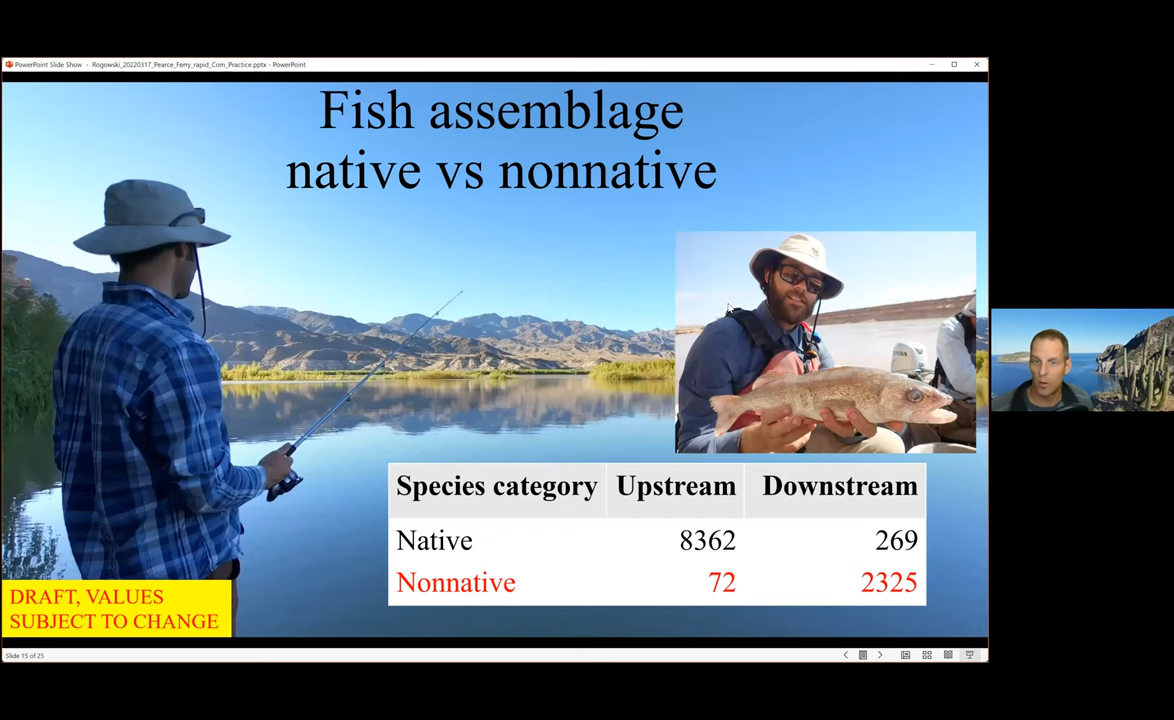 PowerPoint Slide Show - Rogowski_20220317_Pearce_Ferry_rapid_Com_Practice.pptx - PowerPoint
Fish assemblage
native vs nonnative
Species category Upstream Downstream
Native 8362 269
Nonnative 72 2325
DRAFT, VALUES
SUBJECT TO CHANGE
Slide 15 of 25